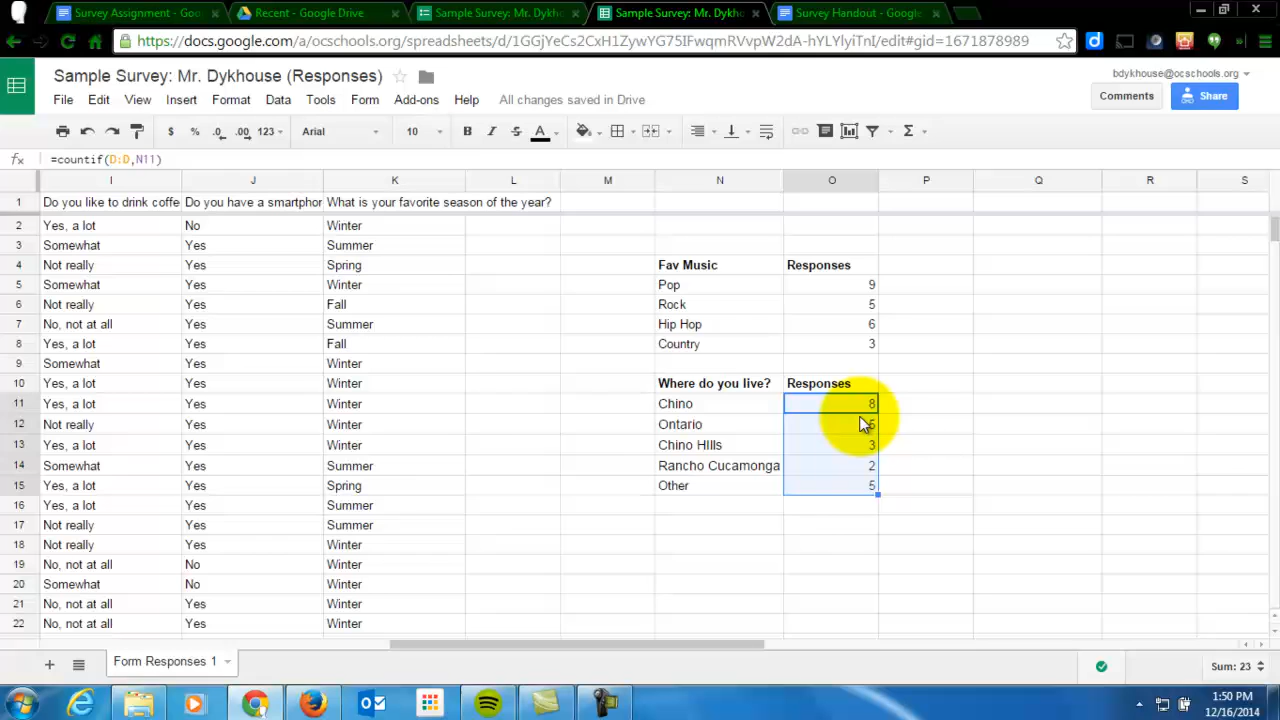 Survey Assignment - Goo
Recent - Google Drive
Sample Survey: Mr. Dykho
Sample Survey: Mr. Dykho
Survey Handout - Google
https://docs.google.com/a/ocschools.org/spreadsheets/d/1GGjYeCs2CxH1ZywYG75IFwqmRVvpW2dA-hYLYlyiTnI/edit#gid=1671878989
Sample Survey: Mr. Dykhouse (Responses)
bdykhouse@ocschools.org
File Edit View Insert Format Data Tools Form Add-ons Help All changes saved in Drive
Comments Share
$ % .0 .00 123 Arial 10 B I S A Σ
fx =countif(D:D,N11)
I J K L M N O P Q R S
1 Do you like to drink coffe Do you have a smartphor What is your favorite season of the year?
2 Yes, a lot No Winter
3 Somewhat Yes Summer
4 Not really Yes Spring Fav Music Responses
5 Somewhat Yes Winter Pop 9
6 Not really Yes Fall Rock 5
7 No, not at all Yes Summer Hip Hop 6
8 Yes, a lot Yes Fall Country 3
9 Somewhat Yes Winter
10 Yes, a lot Yes Winter Where do you live? Responses
11 Yes, a lot Yes Winter Chino 8
12 Not really Yes Winter Ontario 5
13 Yes, a lot Yes Winter Chino HIlls 3
14 Somewhat Yes Summer Rancho Cucamonga 2
15 Yes, a lot Yes Spring Other 5
16 Yes, a lot Yes Summer
17 Not really Yes Summer
18 Not really Yes Winter
19 No, not at all No Winter
20 Somewhat No Winter
21 No, not at all Yes Winter
22 No, not at all Yes Winter
Form Responses 1
Sum: 23
1:50 PM
12/16/2014